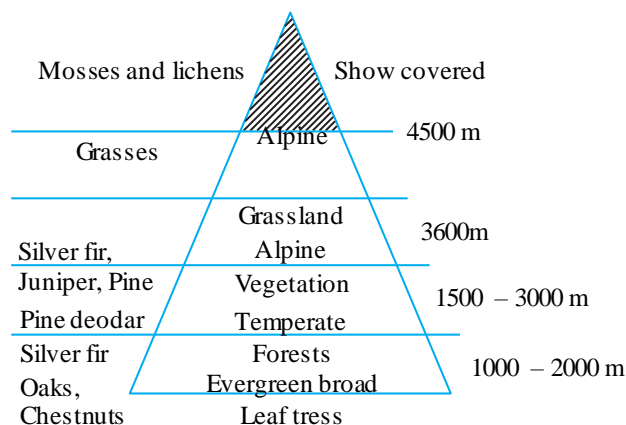 Mosses and lichens Show covered
Alpine 4500 m
Grasses
Grassland
3600m
Silver fir, Alpine
Juniper, Pine Vegetation
1500 – 3000 m
Pine deodar Temperate
Silver fir Forests
1000 – 2000 m
Oaks, Evergreen broad
Chestnuts Leaf tress